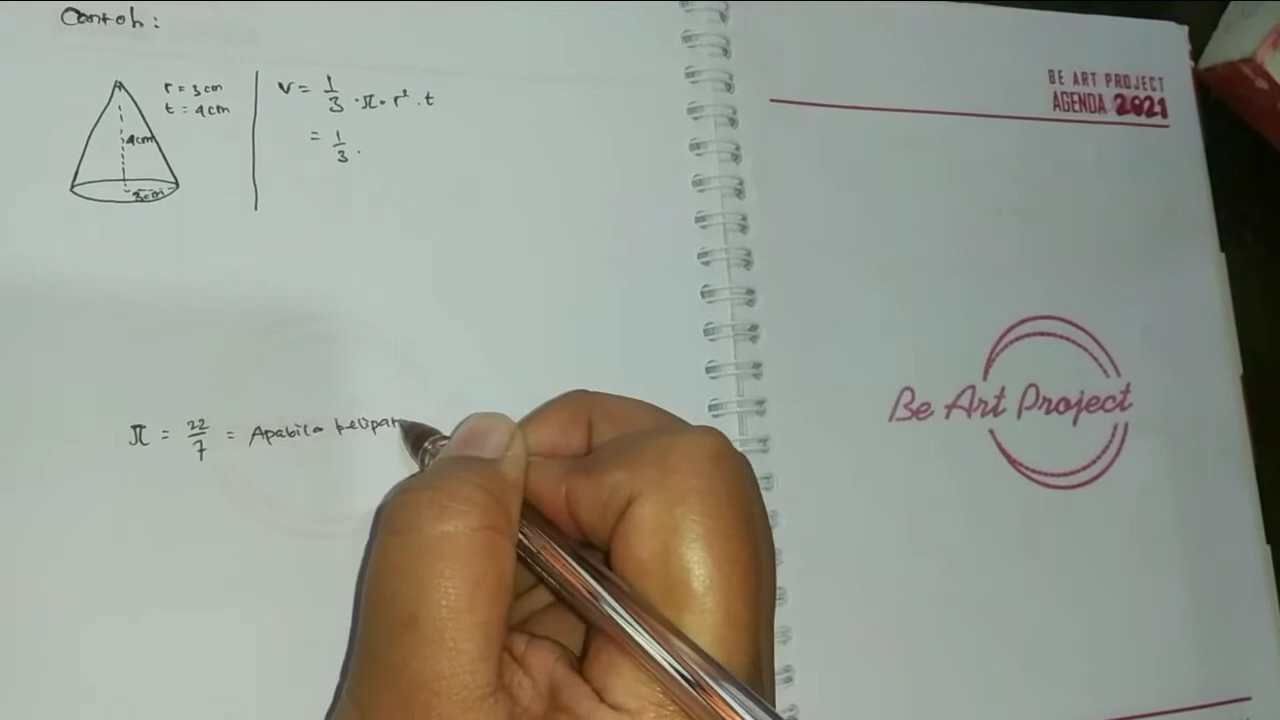 Contoh :
r = 3 cm
t = 4 cm
4cm
3cm
V = 1/3 . π . r² . t
= 1/3 .
π = 22/7 = Apabila kelipat
BE ART PROJECT
AGENDA 2021
Be Art Project